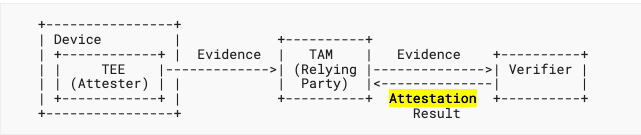 Device
Evidence TAM Evidence
TEE (Relying Verifier
(Attester) Party)
Attestation
Result